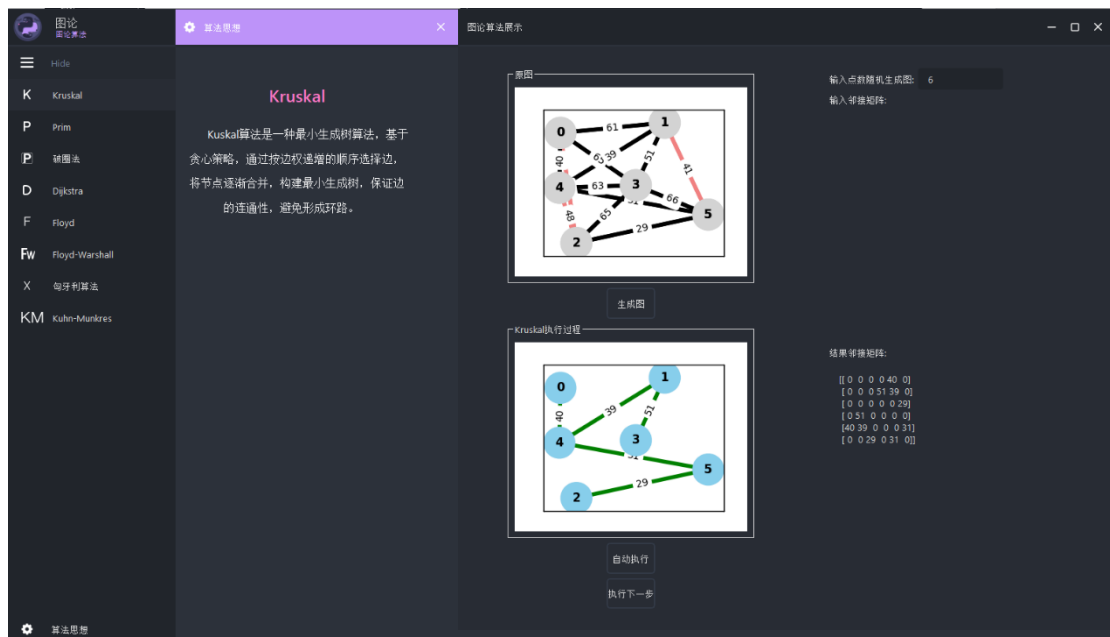 图论
图论算法
Hide
K Kruskal
P Prim
P 破圈法
D Dijkstra
F Floyd
FW Floyd-Warshall
X 匈牙利算法
KM Kuhn-Munkres
算法思想
算法思想
Kruskal
Kuskal算法是一种最小生成树算法，基于
贪心策略，通过按边权递增的顺序选择边，
将节点逐渐合并，构建最小生成树，保证边
的连通性，避免形成环路。
图论算法展示
原图
0
61
1
40
39
51
41
4
63
3
66
5
48
65
29
2
生成图
Kruskal执行过程
0
1
40
39
51
4
3
5
29
2
自动执行
执行下一步
输入点数随机生成图: 6
输入邻接矩阵:
结果邻接矩阵:
[[ 0 0 0 0 40 0]
[ 0 0 0 51 39 0]
[ 0 0 0 0 0 29]
[ 0 51 0 0 0 0]
[40 39 0 0 0 31]
[ 0 0 29 0 31 0]]